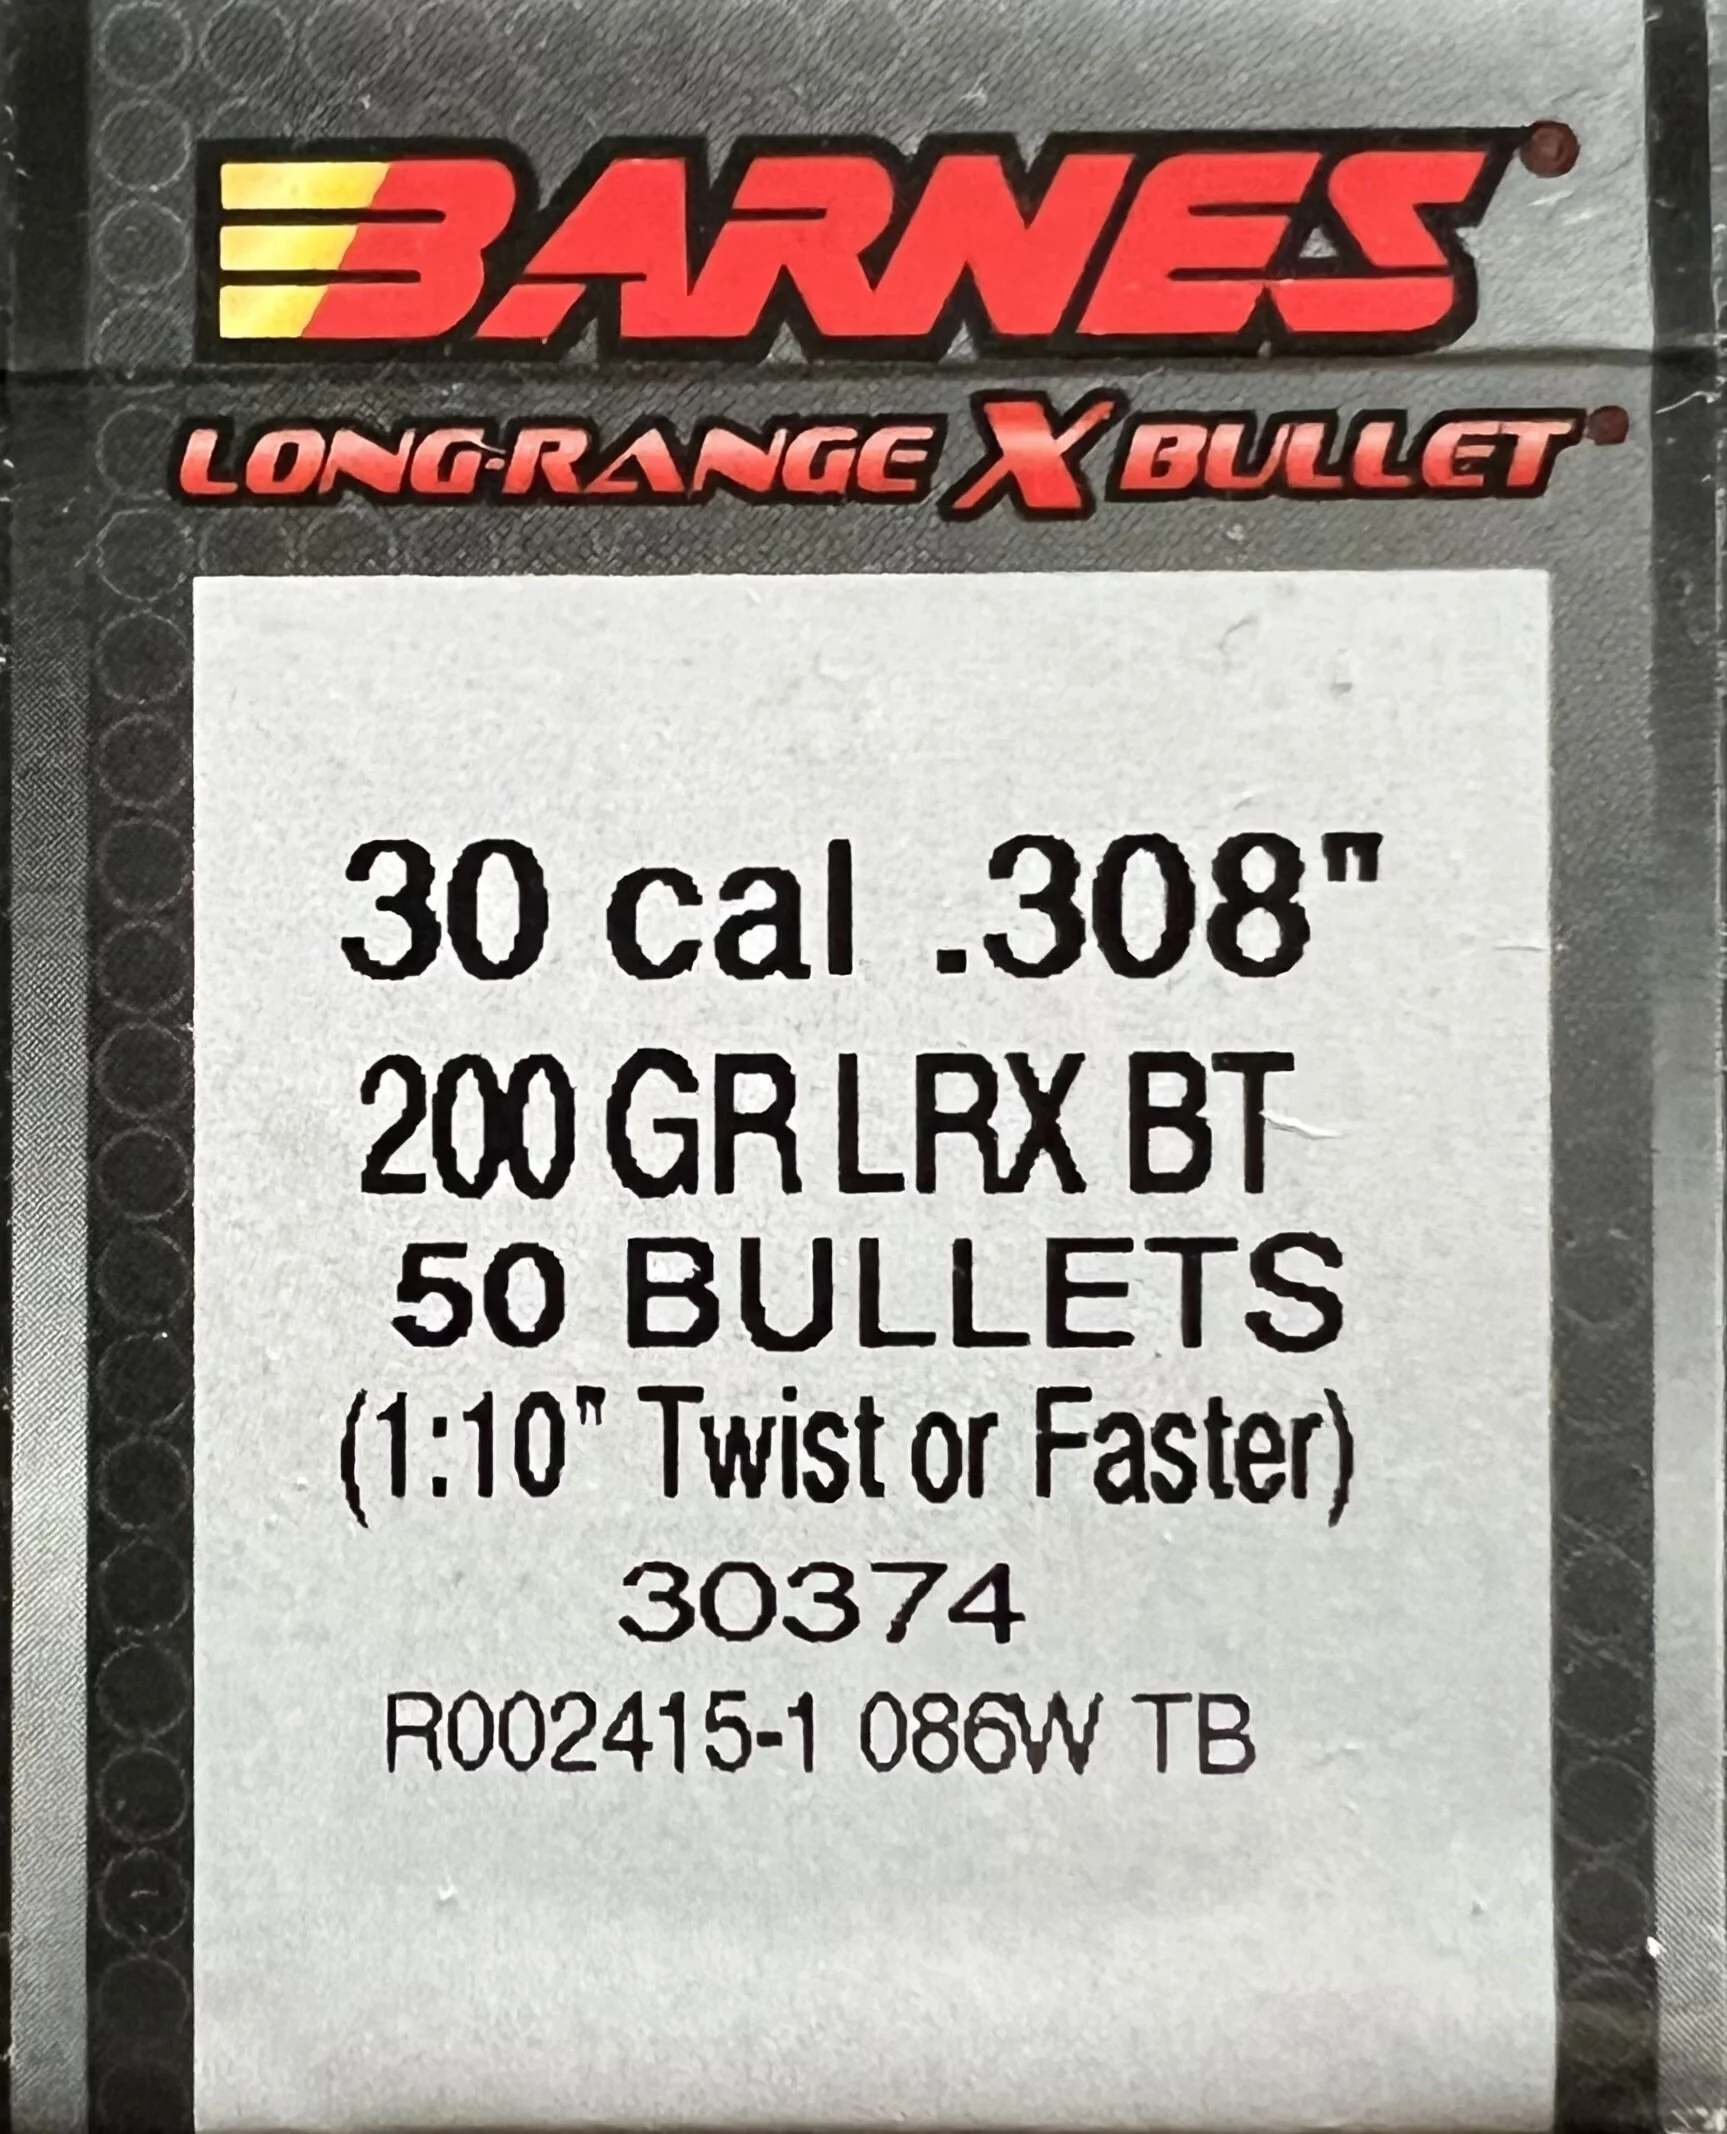 BARNES
LONG-RANGE X BULLET
30 cal .308"
200 GR LRX BT
50 BULLETS
(1:10" Twist or Faster)
30374
R002415-1 086W TB